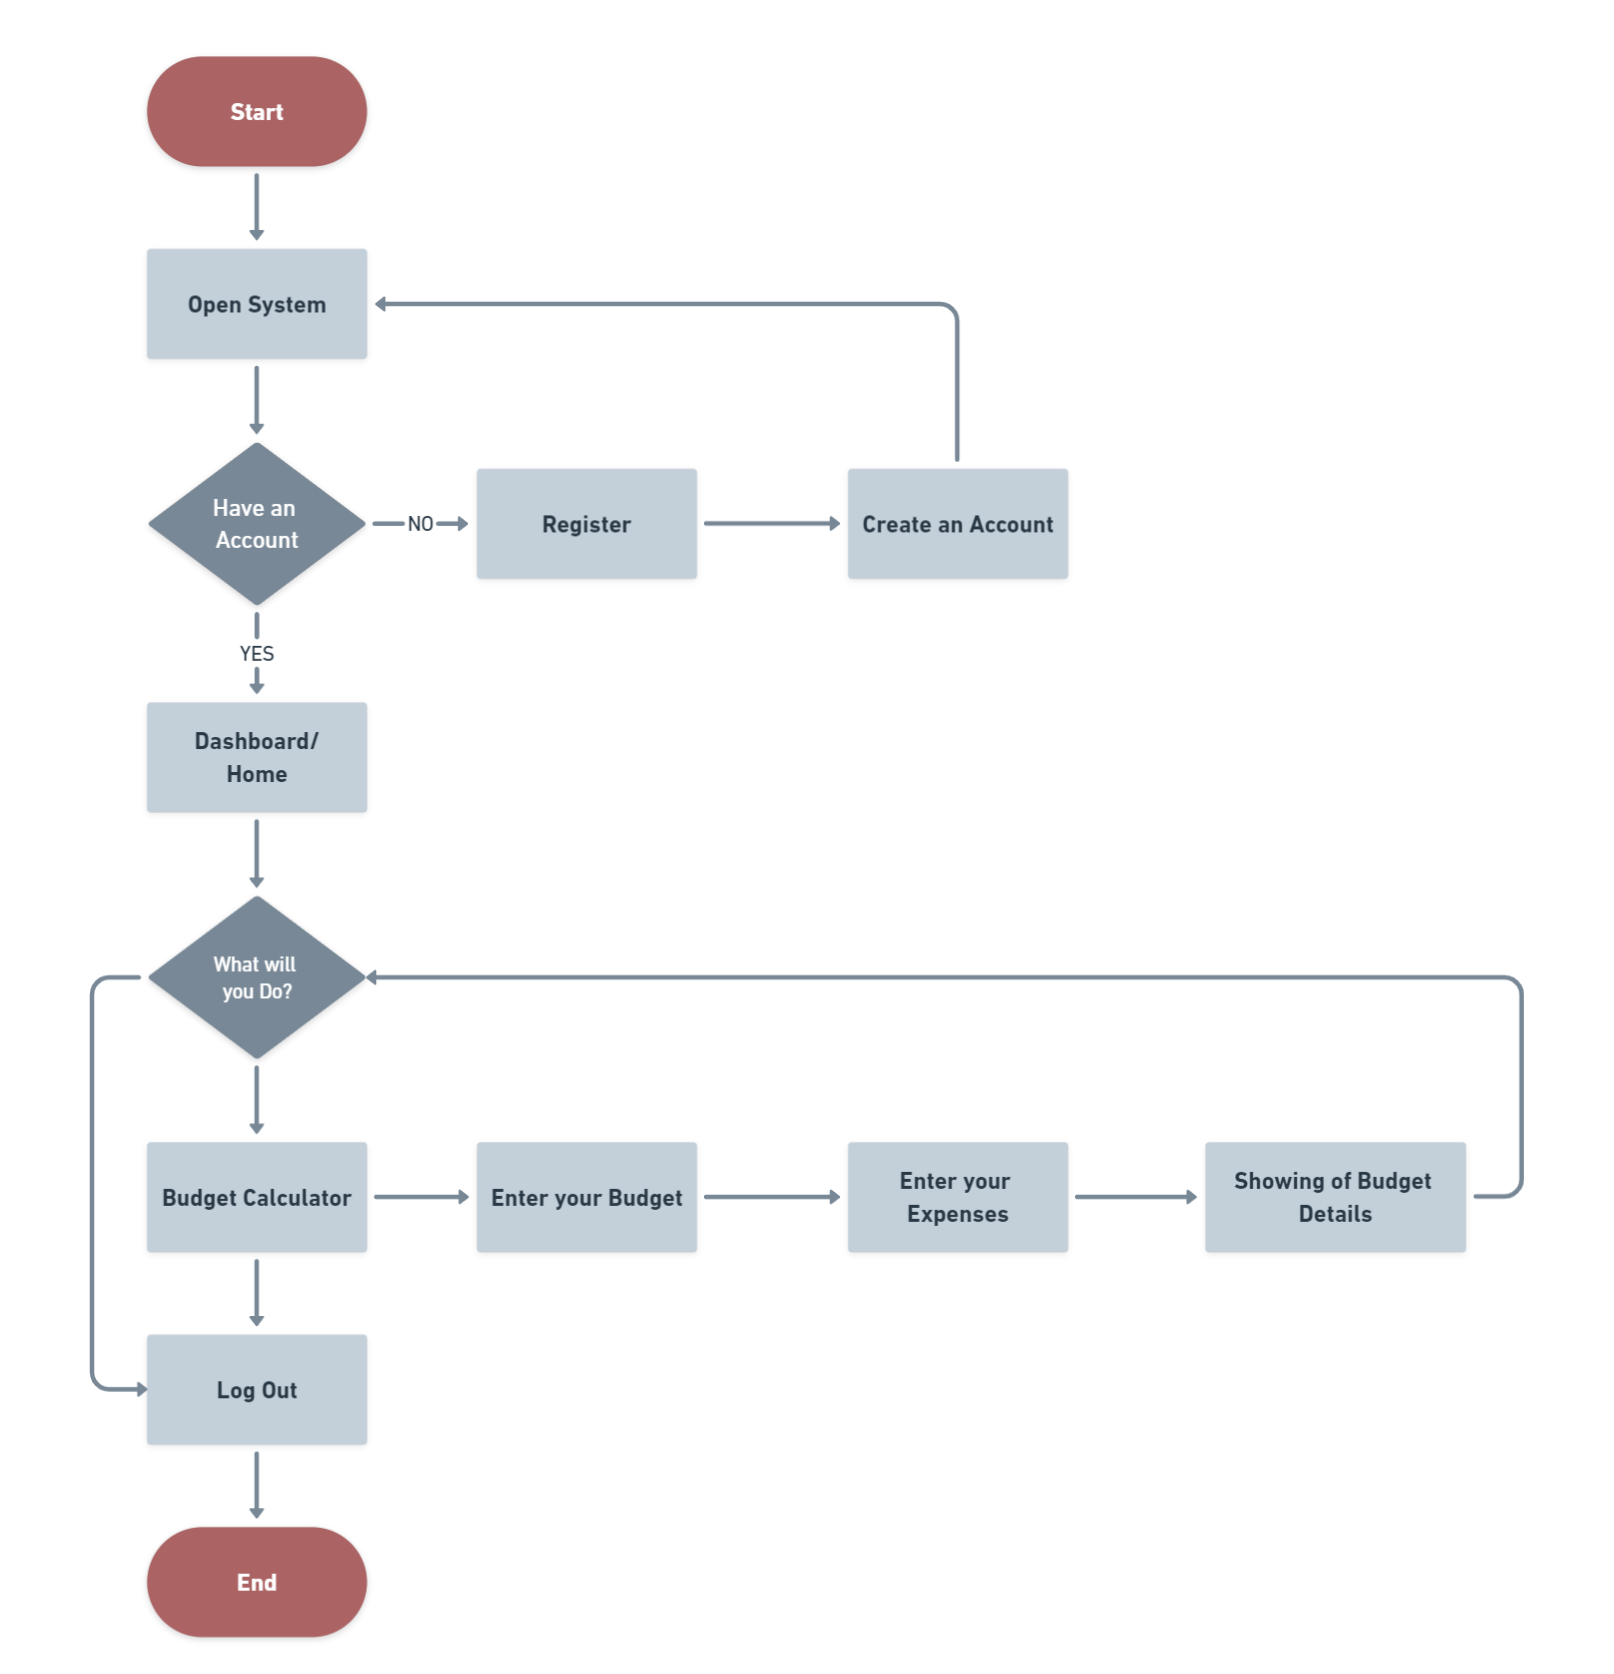 Start
Open System
Have an
Account
NO
Register
Create an Account
YES
Dashboard/
Home
What will
you Do?
Budget Calculator
Enter your Budget
Enter your
Expenses
Showing of Budget
Details
Log Out
End